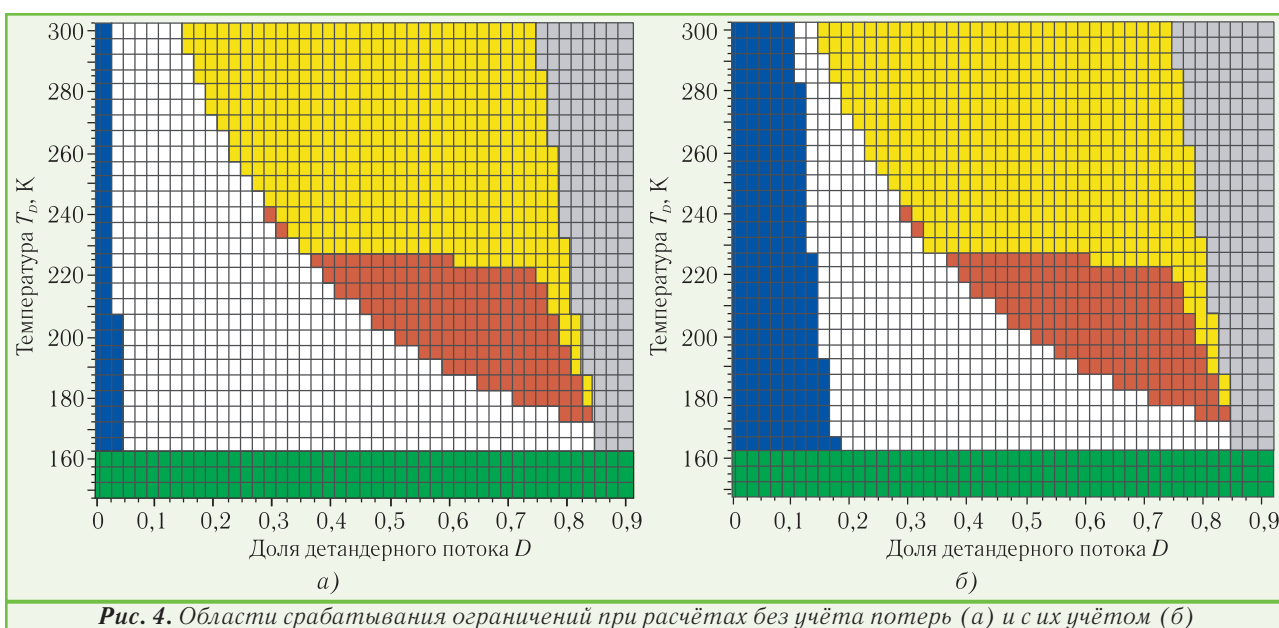 300
280
260
240
220
200
180
160
Температура T_D, К
0 0,1 0,2 0,3 0,4 0,5 0,6 0,7 0,8 0,9
Доля детандерного потока D
а)
300
280
260
240
220
200
180
160
Температура T_D, К
0 0,1 0,2 0,3 0,4 0,5 0,6 0,7 0,8 0,9
Доля детандерного потока D
б)
Рис. 4. Области срабатывания ограничений при расчётах без учёта потерь (а) и с их учётом (б)